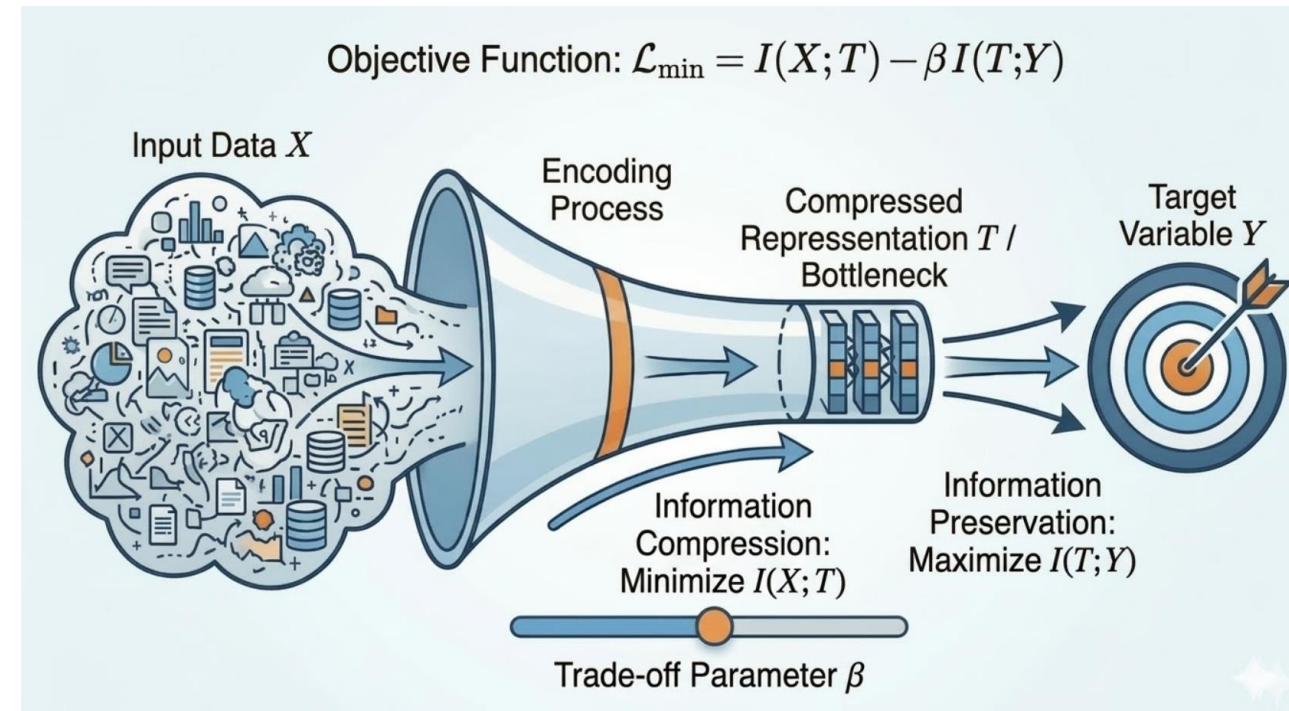 Objective Function: ℒ_min = I(X;T) − βI(T;Y)
Input Data X
Encoding
Process
Compressed
Repressentation T /
Bottleneck
Target
Variable Y
Information
Compression:
Minimize I(X;T)
Information
Preservation:
Maximize I(T;Y)
Trade-off Parameter β